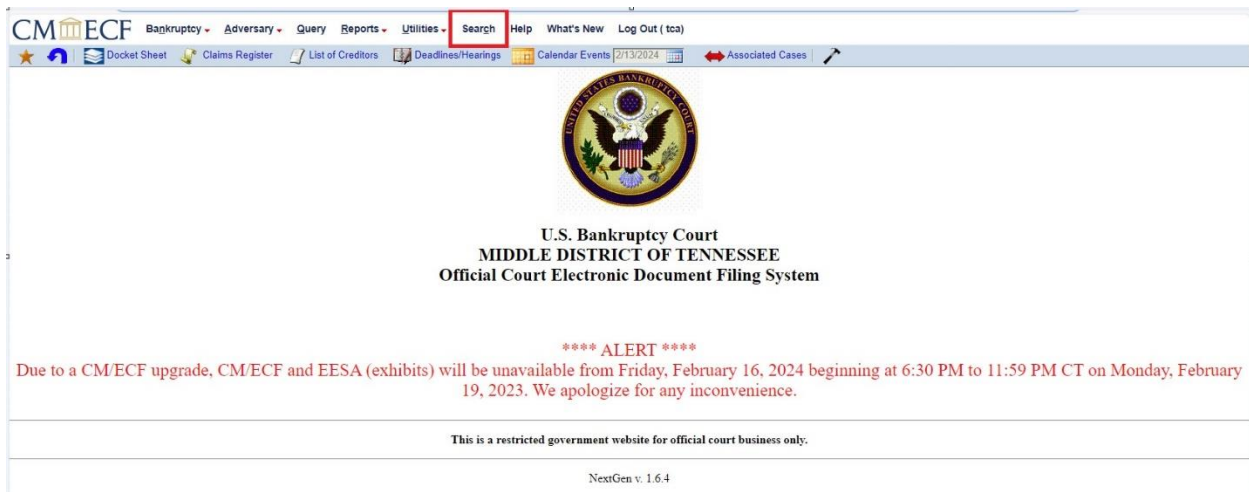 CM ECF Bankruptcy Adversary Query Reports Utilities Search Help What's New Log Out ( tca)
Docket Sheet Claims Register List of Creditors Deadlines/Hearings Calendar Events 2/13/2024 Associated Cases
UNITED STATES BANKRUPTCY COURT
U.S. Bankruptcy Court
MIDDLE DISTRICT OF TENNESSEE
Official Court Electronic Document Filing System
**** ALERT ****
Due to a CM/ECF upgrade, CM/ECF and EESA (exhibits) will be unavailable from Friday, February 16, 2024 beginning at 6:30 PM to 11:59 PM CT on Monday, February
19, 2023. We apologize for any inconvenience.
This is a restricted government website for official court business only.
NextGen v. 1.6.4